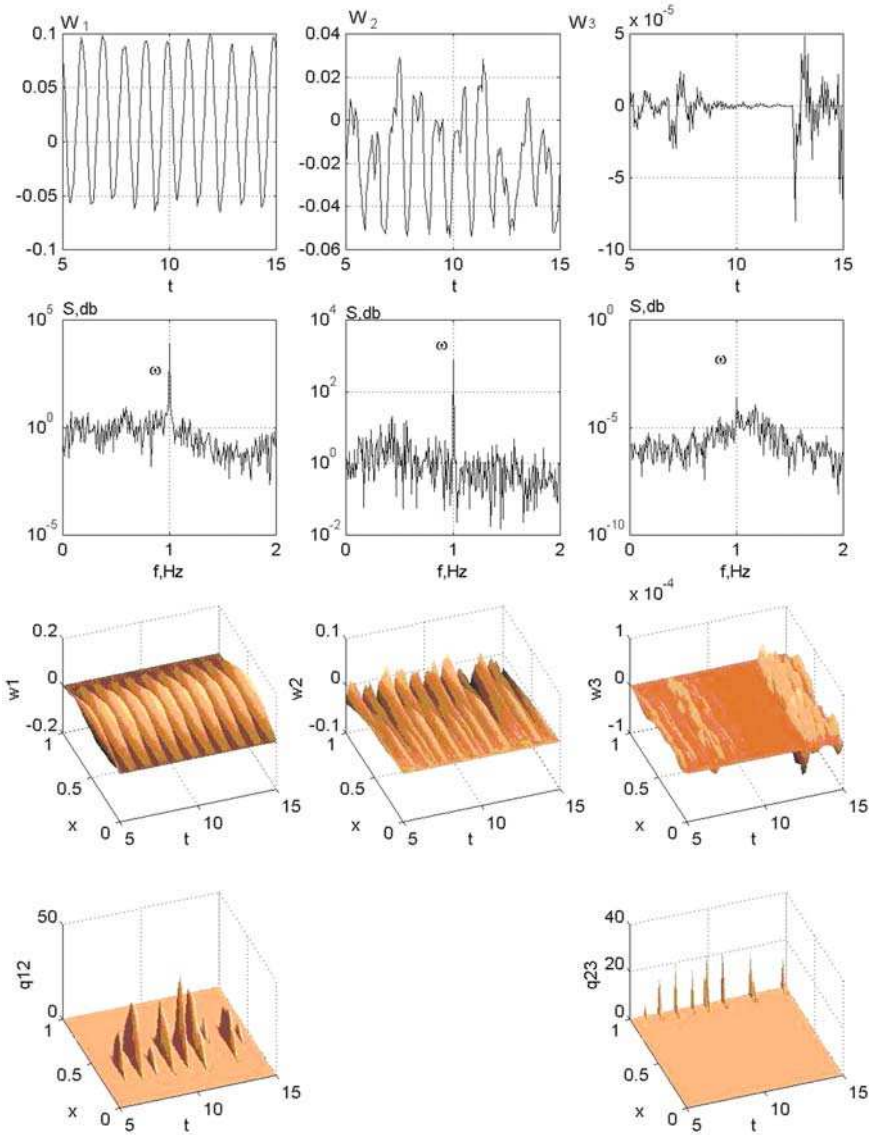 W 1
W 2
W 3
x 10 -5
0.1
0.05
0
-0.05
-0.1
5
10
15
t
0.04
0.02
0
-0.02
-0.04
-0.06
5
10
15
t
5
0
-5
-10
5
10
15
t
S,db
10 5
10 0
10 -5
ω
0
1
2
f,Hz
S,db
10 4
10 2
10 0
10 -2
ω
0
1
2
f,Hz
S,db
10 0
10 -5
10 -10
ω
0
1
2
f,Hz
w1
0.2
0
-0.2
1
0.5
0
x
5
10
15
t
w2
0.1
0
-0.1
1
0.5
0
x
5
10
15
t
x 10 -4
w3
1
0
-1
1
0.5
0
x
5
10
15
t
q12
50
0
1
0.5
0
x
5
10
15
t
q23
40
20
0
1
0.5
0
x
5
10
15
t